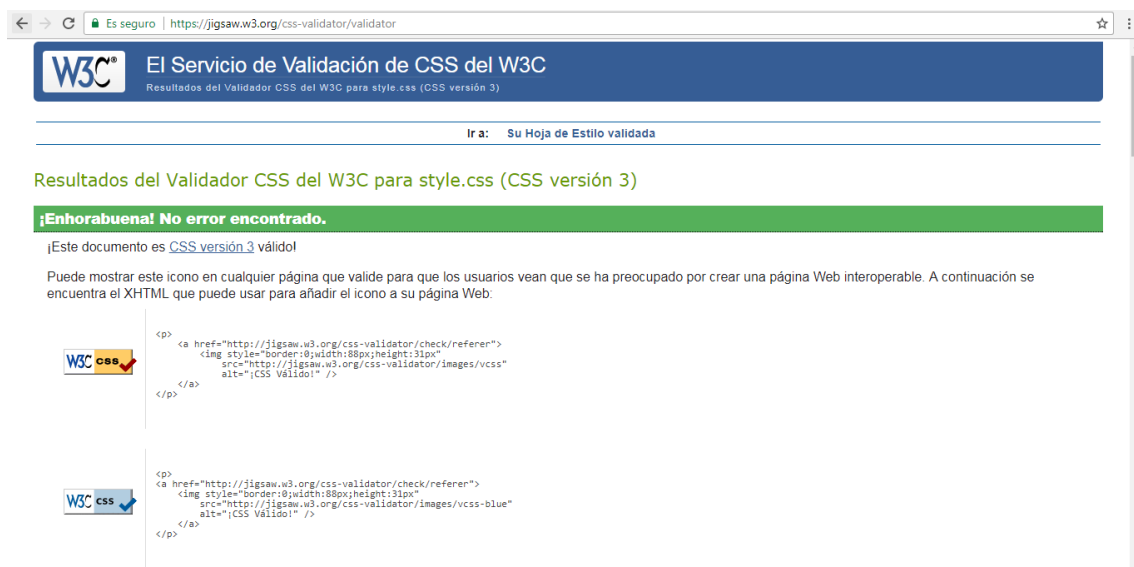 Es seguro | https://jigsaw.w3.org/css-validator/validator
W3C® El Servicio de Validación de CSS del W3C
Resultados del Validador CSS del W3C para style.css (CSS versión 3)
Ir a: Su Hoja de Estilo validada
Resultados del Validador CSS del W3C para style.css (CSS versión 3)
¡Enhorabuena! No error encontrado.
¡Este documento es CSS versión 3 válido!
Puede mostrar este icono en cualquier página que valide para que los usuarios vean que se ha preocupado por crear una página Web interoperable. A continuación se
encuentra el XHTML que puede usar para añadir el icono a su página Web:
W3C css
<p>
<a href="http://jigsaw.w3.org/css-validator/check/referer">
<img style="border:0;width:88px;height:31px"
src="http://jigsaw.w3.org/css-validator/images/vcss"
alt="¡CSS Válido!" />
</a>
</p>
W3C css
<p>
<a href="http://jigsaw.w3.org/css-validator/check/referer">
<img style="border:0;width:88px;height:31px"
src="http://jigsaw.w3.org/css-validator/images/vcss-blue"
alt="¡CSS Válido!" />
</a>
</p>